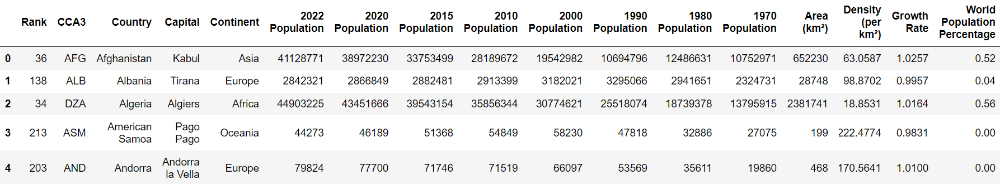 Rank CCA3 Country Capital Continent 2022 Population 2020 Population 2015 Population 2010 Population 2000 Population 1990 Population 1980 Population 1970 Population Area (km²) Density (per km²) Growth Rate World Population Percentage
0 36 AFG Afghanistan Kabul Asia 41128771 38972230 33753499 28189672 19542982 10694796 12486631 10752971 652230 63.0587 1.0257 0.52
1 138 ALB Albania Tirana Europe 2842321 2866849 2882481 2913399 3182021 3295066 2941651 2324731 28748 98.8702 0.9957 0.04
2 34 DZA Algeria Algiers Africa 44903225 43451666 39543154 35856344 30774621 25518074 18739378 13795915 2381741 18.8531 1.0164 0.56
3 213 ASM American Samoa Pago Pago Oceania 44273 46189 51368 54849 58230 47818 32886 27075 199 222.4774 0.9831 0.00
4 203 AND Andorra Andorra la Vella Europe 79824 77700 71746 71519 66097 53569 35611 19860 468 170.5641 1.0100 0.00